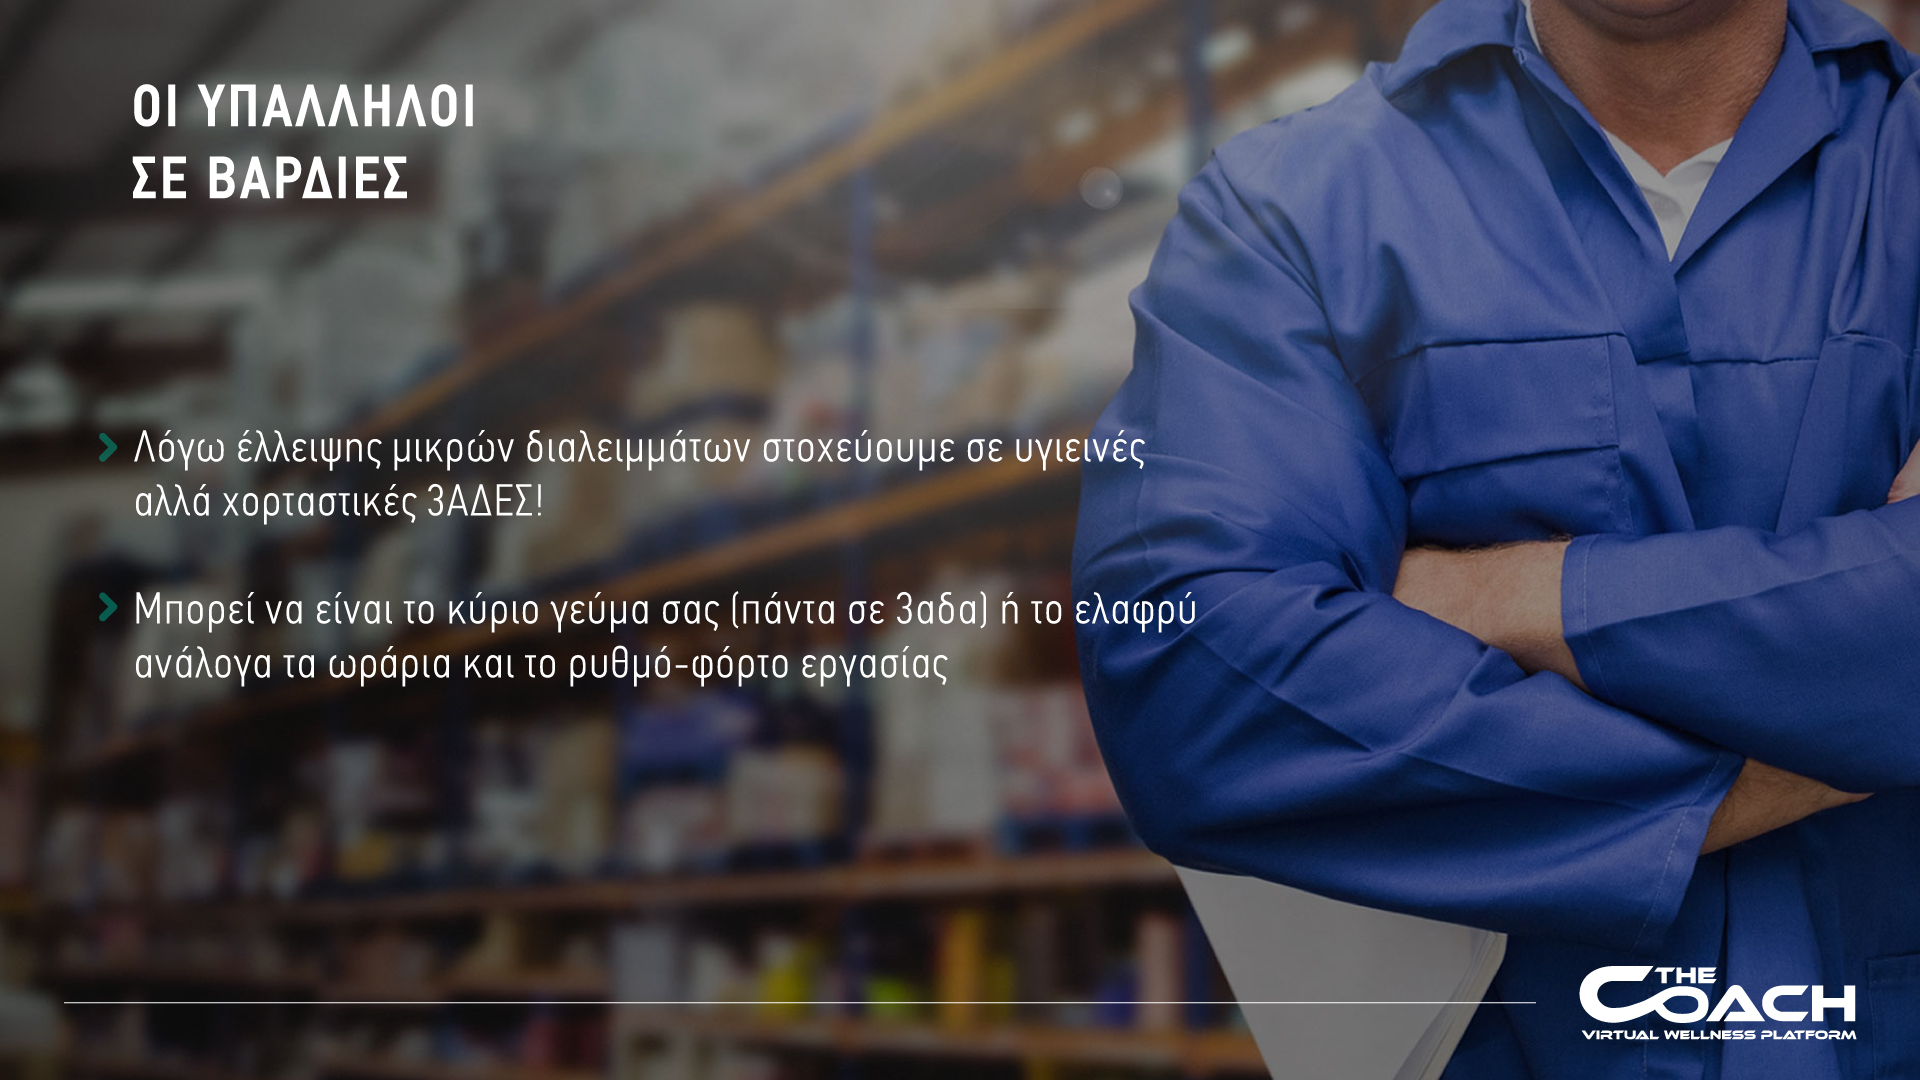 ΟΙ ΥΠΑΛΛΗΛΟΙ
ΣΕ ΒΑΡΔΙΕΣ
Λόγω έλλειψης μικρών διαλειμμάτων στοχεύουμε σε υγιεινές
αλλά χορταστικές 3ΑΔΕΣ!
Μπορεί να είναι το κύριο γεύμα σας (πάντα σε 3αδα) ή το ελαφρύ
ανάλογα τα ωράρια και το ρυθμό-φόρτο εργασίας
THE
COACH
VIRTUAL WELLNESS PLATFORM